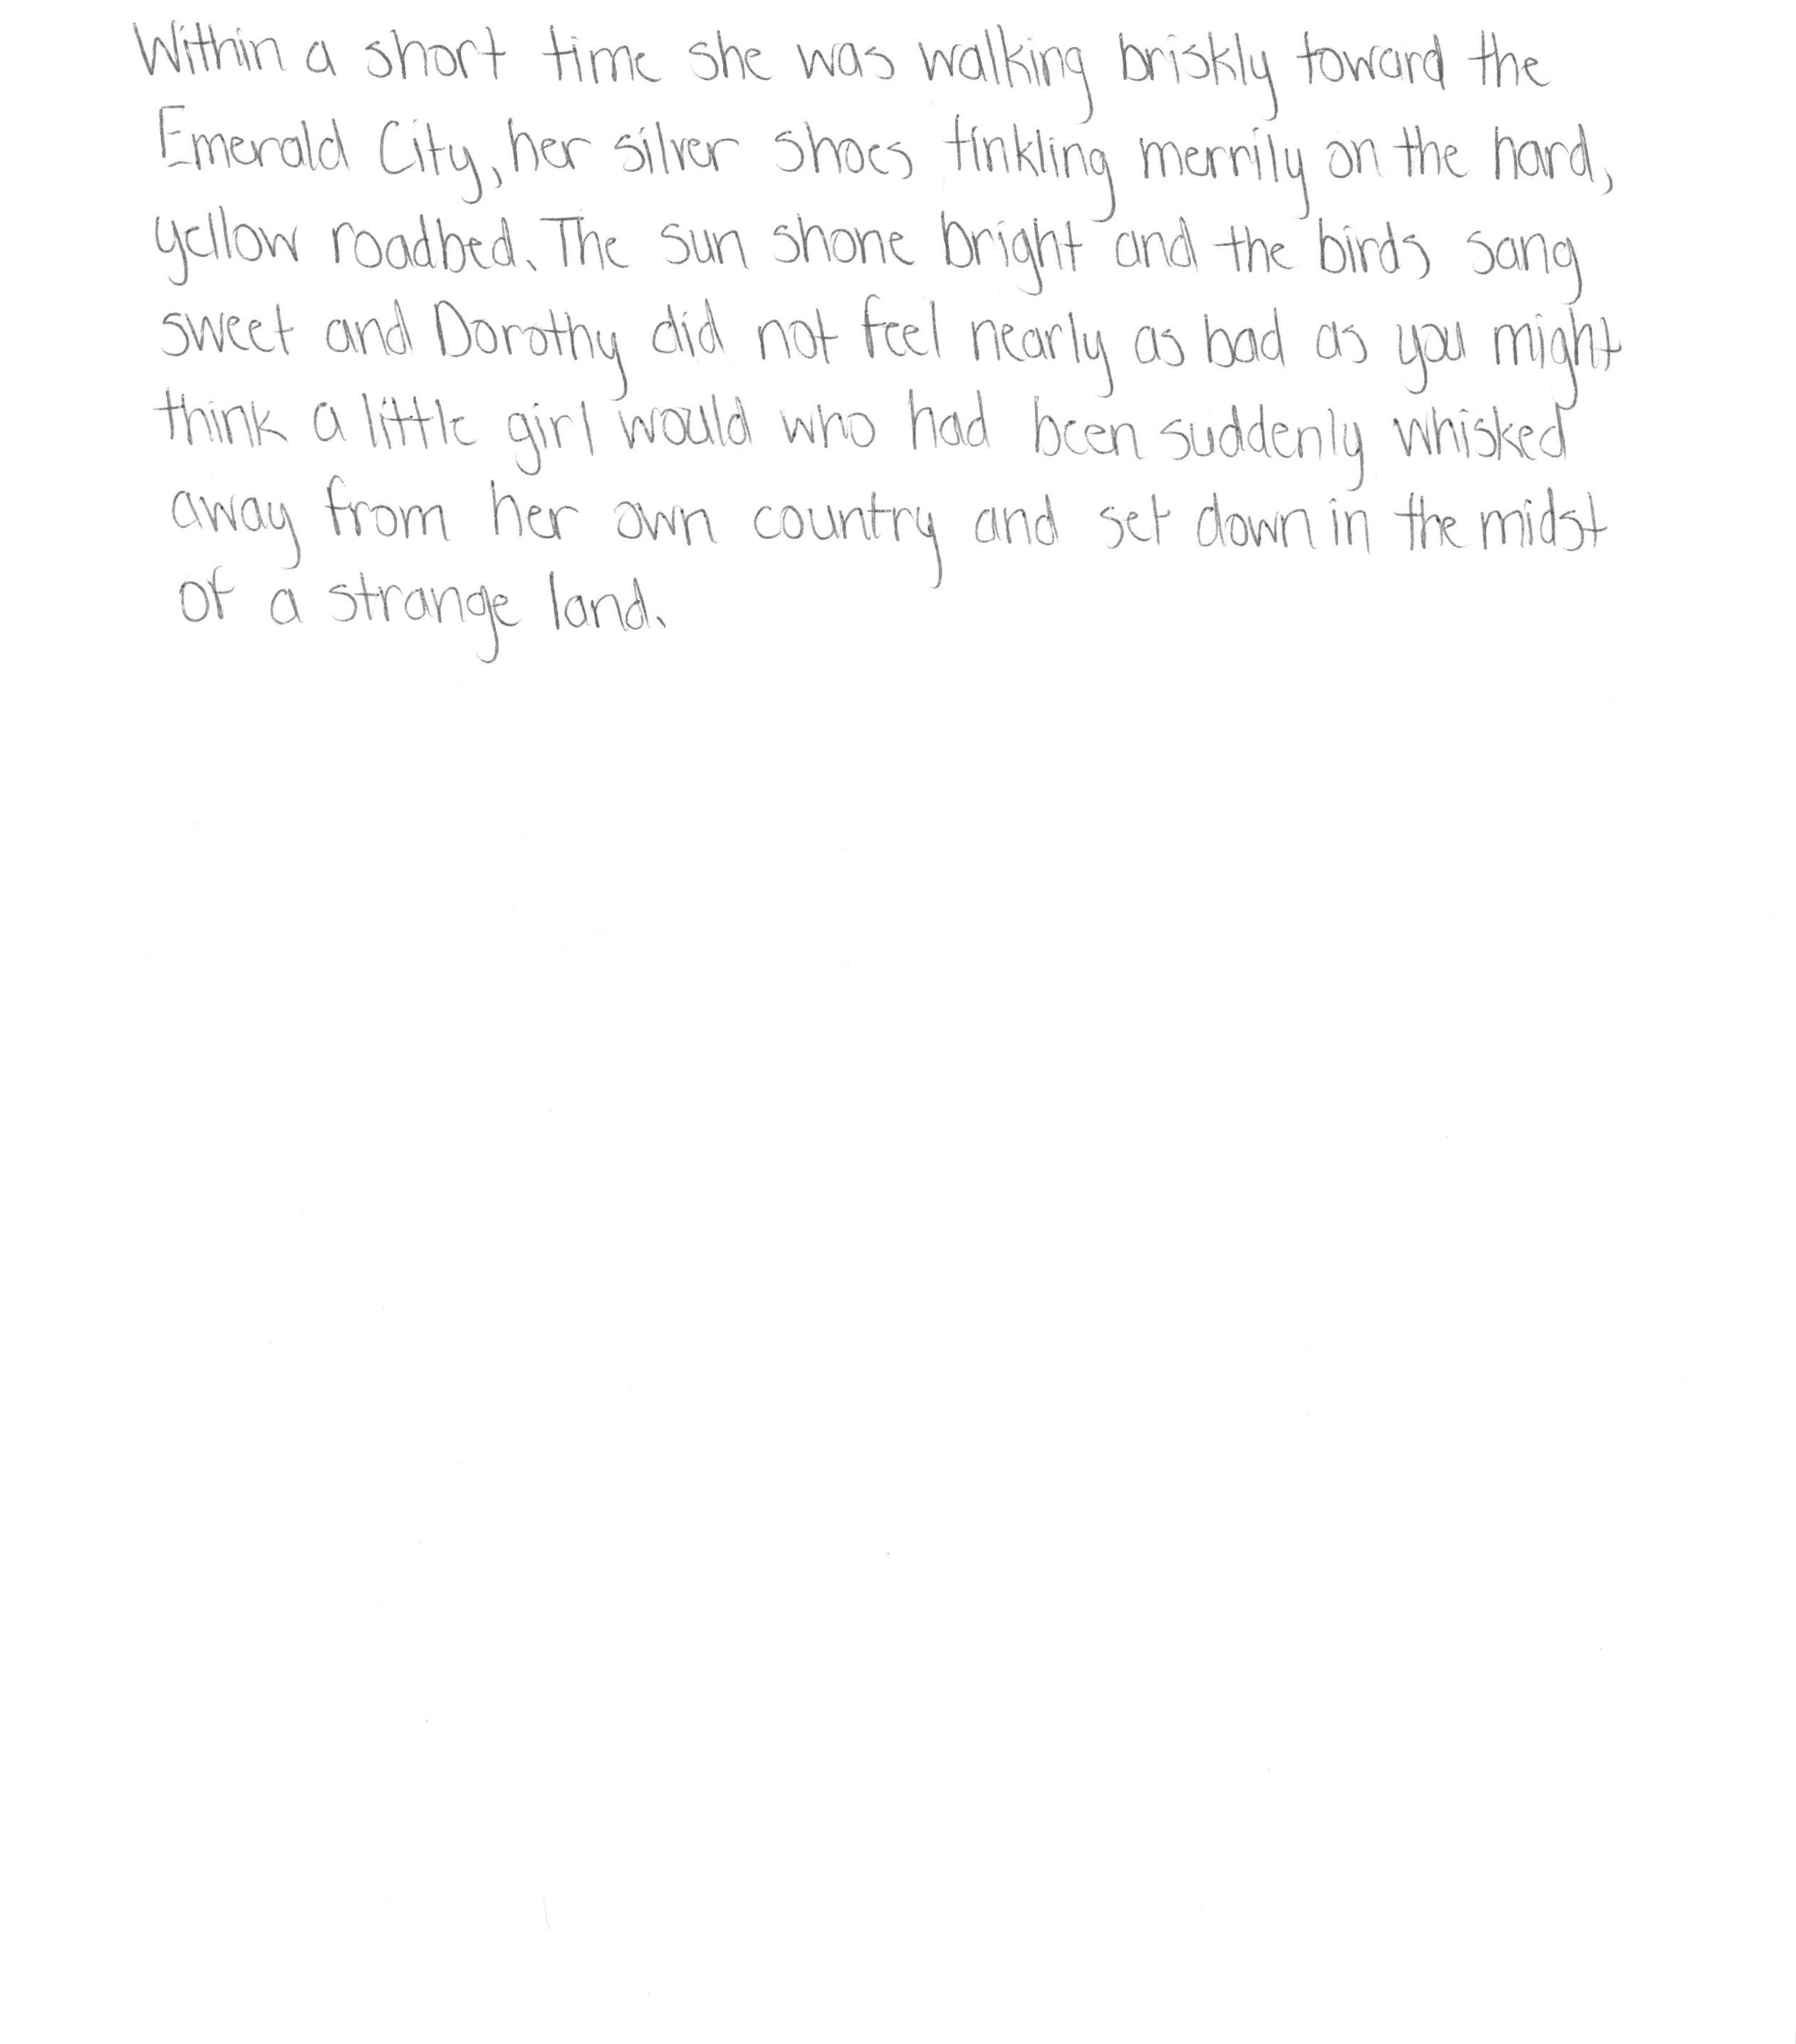 Within a short time she was walking briskly toward the
Emerald City, her silver shoes tinkling merrily on the hard,
yellow roadbed. The sun shone bright and the birds sang
sweet and Dorothy did not feel nearly as bad as you might
think a little girl would who had been suddenly whisked
away from her own country and set down in the midst
of a strange land.